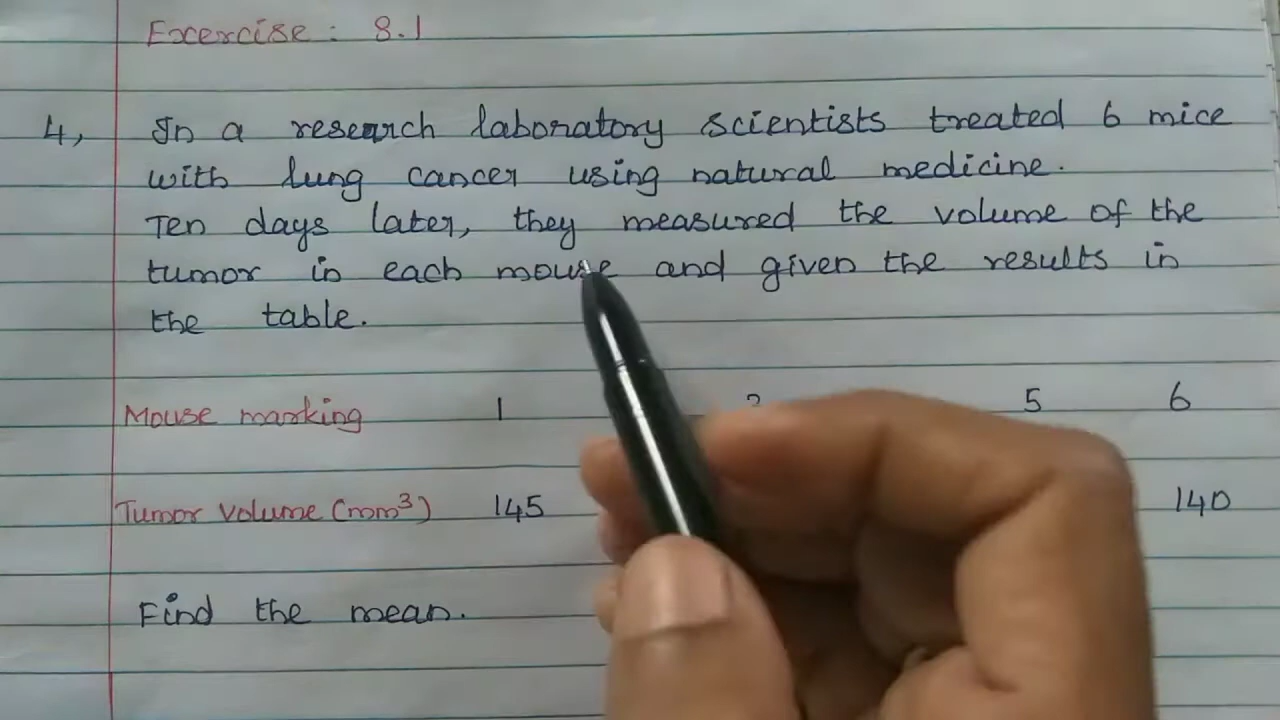 Excercise : 8.1
4, In a research laboratory scientists treated 6 mice
with lung cancer using natural medicine.
Ten days later, they measured the volume of the
tumor in each mouse and given the results in
the table.
Mouse marking 1 5 6
Tumor Volume (mm³) 145 140
Find the mean.